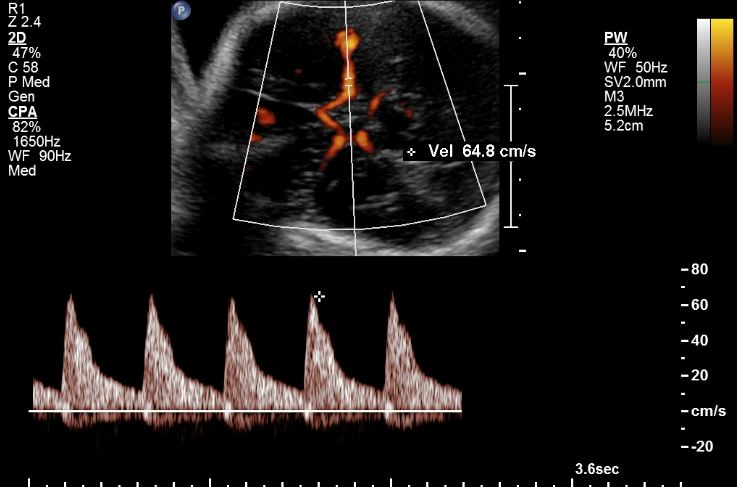 R1
Z 2.4
2D
47%
C 58
P Med
Gen
CPA
82%
1650Hz
WF 90Hz
Med
P
PW
40%
WF 50Hz
SV2.0mm
M3
2.5MHz
5.2cm
Vel 64.8 cm/s
80
60
40
20
cm/s
-20
3.6sec